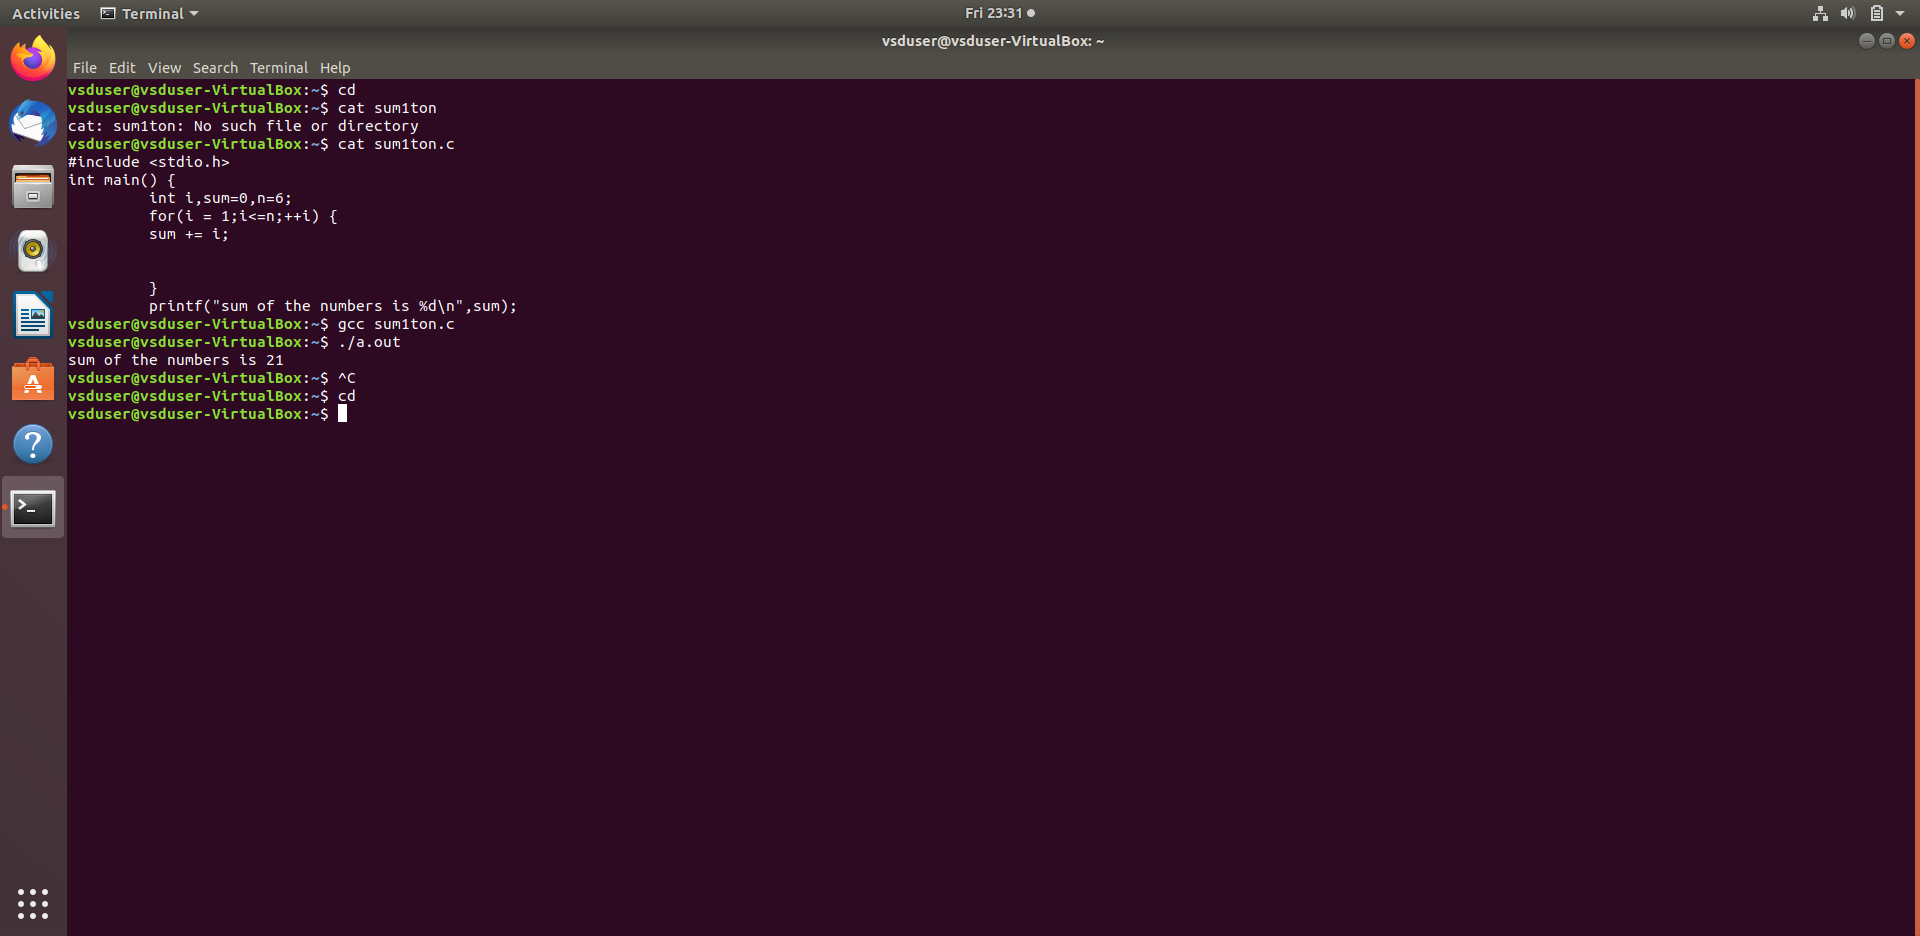 Activities Terminal Fri 23:31
vsduser@vsduser-VirtualBox: ~
File Edit View Search Terminal Help
vsduser@vsduser-VirtualBox:~$ cd
vsduser@vsduser-VirtualBox:~$ cat sum1ton
cat: sum1ton: No such file or directory
vsduser@vsduser-VirtualBox:~$ cat sum1ton.c
#include <stdio.h>
int main() {
         int i,sum=0,n=6;
         for(i = 1;i<=n;++i) {
         sum += i;
         }
         printf("sum of the numbers is %d\n",sum);
vsduser@vsduser-VirtualBox:~$ gcc sum1ton.c
vsduser@vsduser-VirtualBox:~$ ./a.out
sum of the numbers is 21
vsduser@vsduser-VirtualBox:~$ ^C
vsduser@vsduser-VirtualBox:~$ cd
vsduser@vsduser-VirtualBox:~$